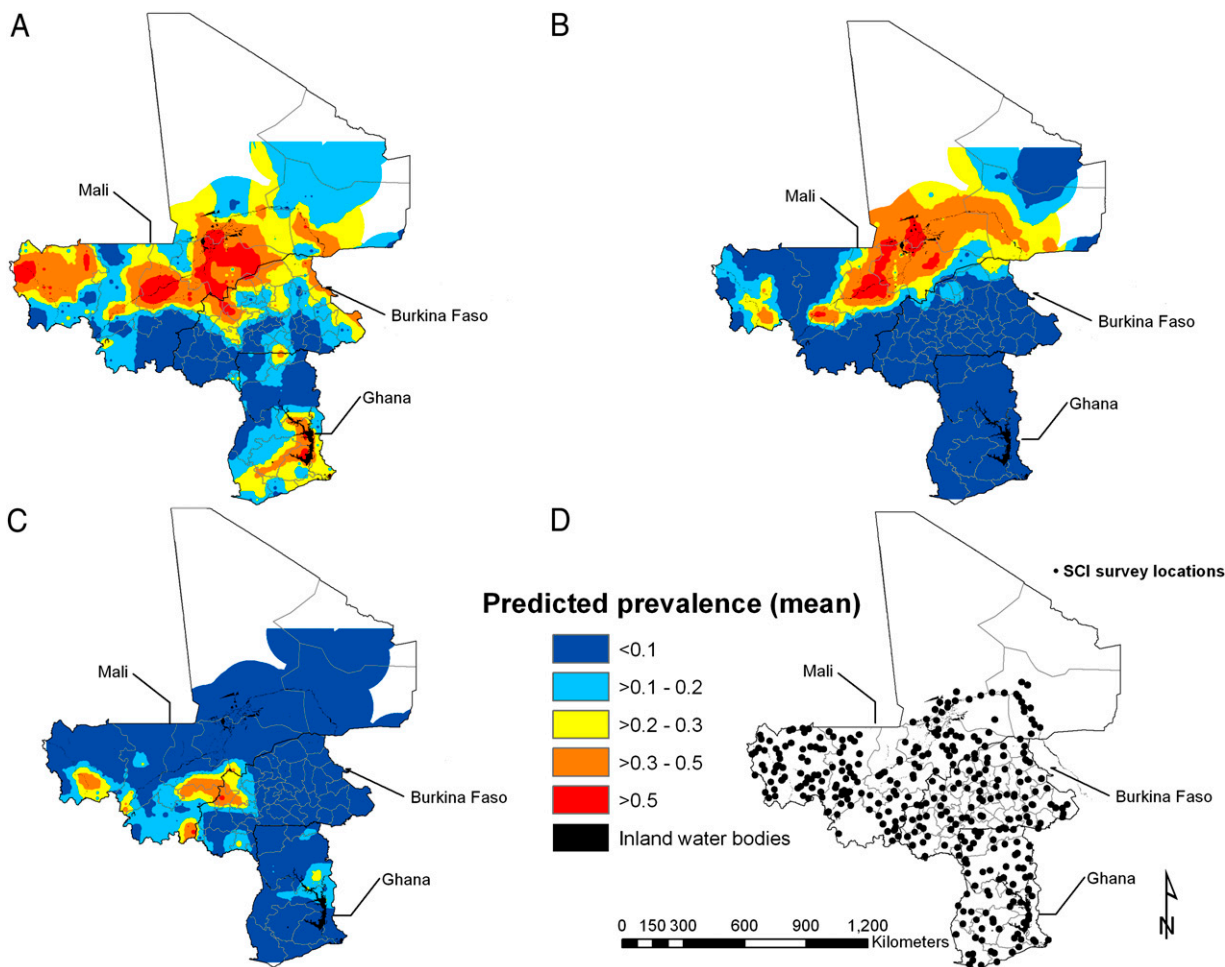 A
B
Mali
Mali
Burkina Faso
Burkina Faso
Ghana
Ghana
C
D
• SCI survey locations
Predicted prevalence (mean)
<0.1
>0.1 - 0.2
>0.2 - 0.3
>0.3 - 0.5
>0.5
Inland water bodies
Mali
Mali
Burkina Faso
Burkina Faso
Ghana
Ghana
0 150 300 600 900 1,200
Kilometers
N